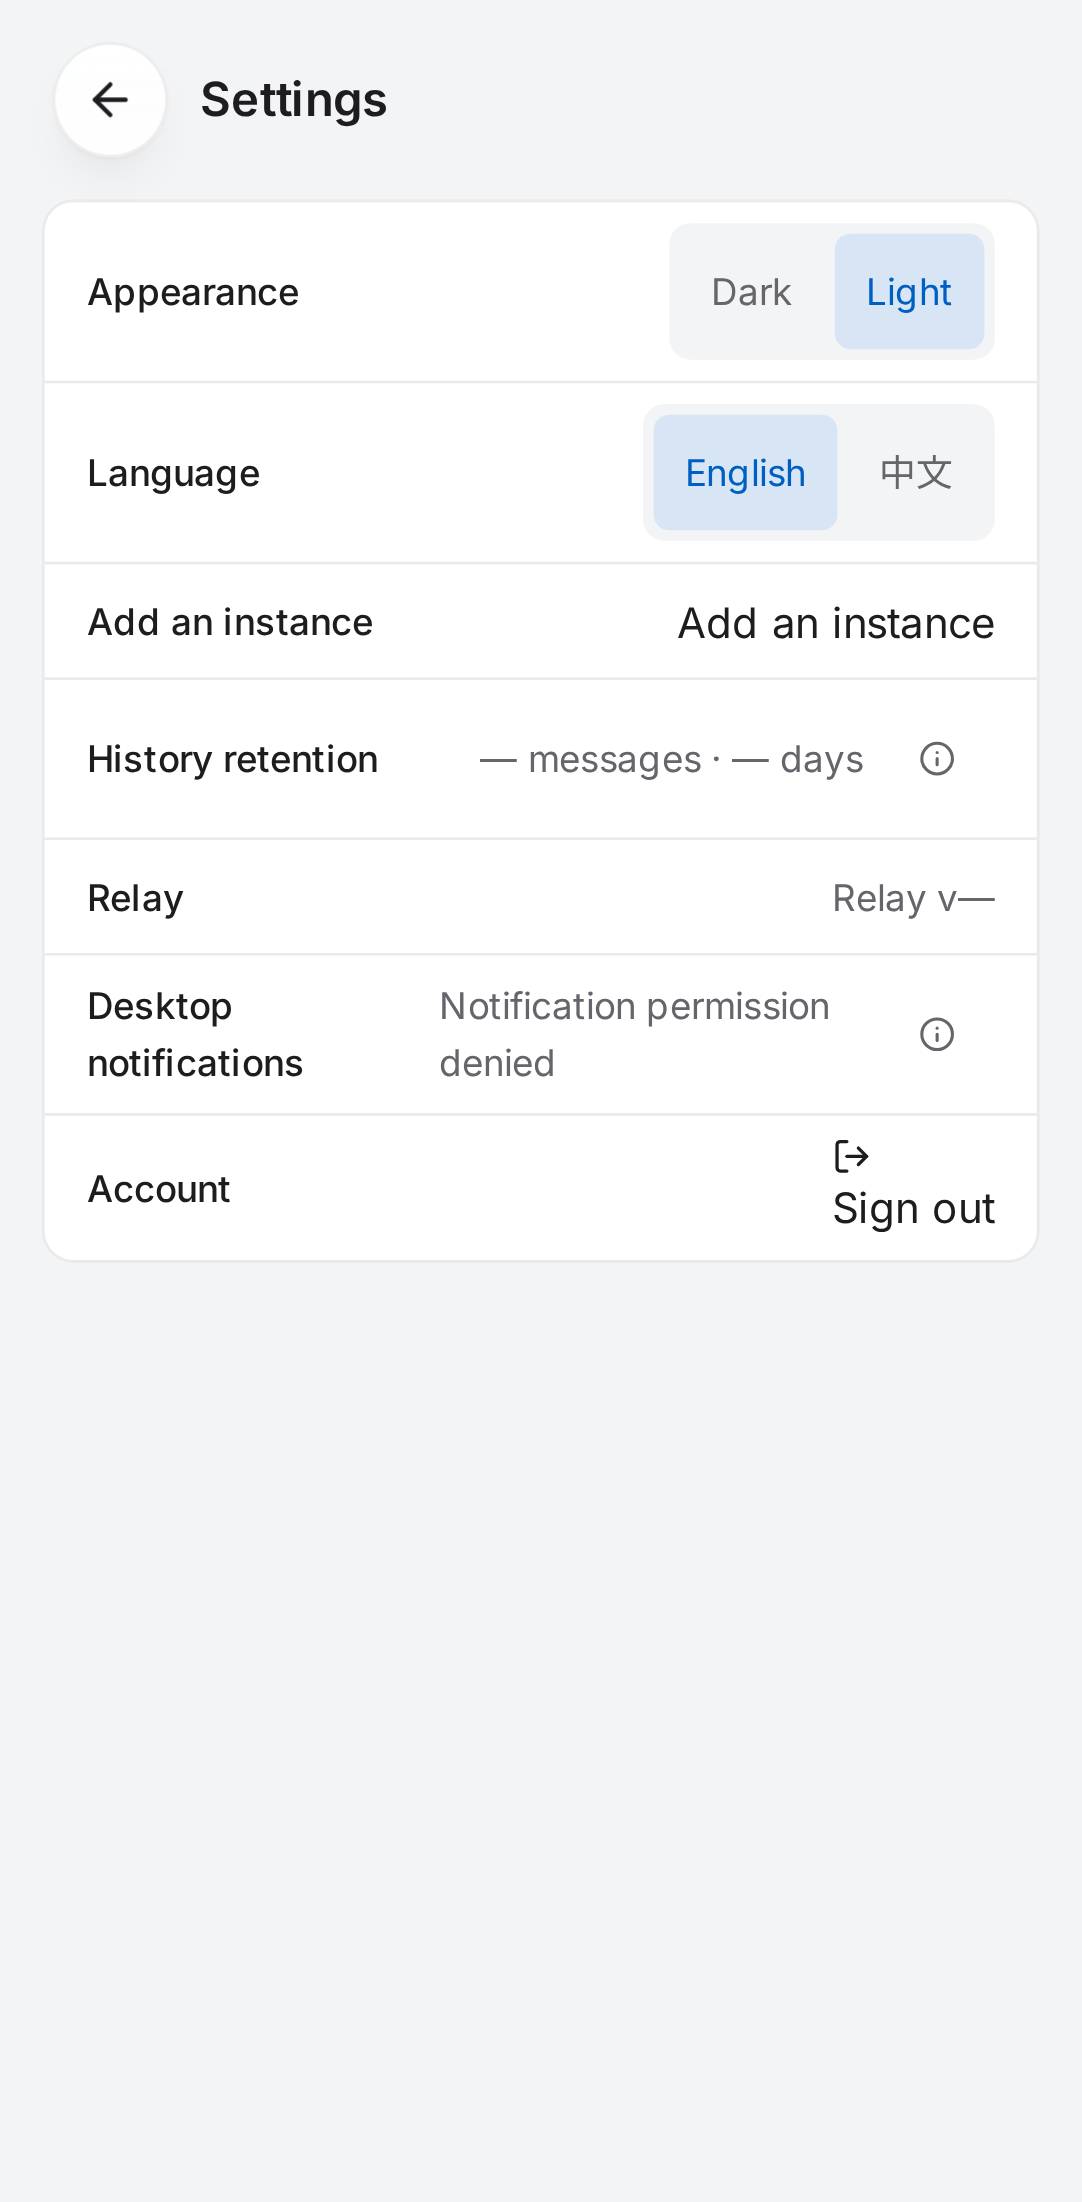 Settings
Appearance
Dark
Light
Language
English
中文
Add an instance
Add an instance
History retention
— messages · — days
Relay
Relay v—
Desktop
notifications
Notification permission
denied
Account
Sign out